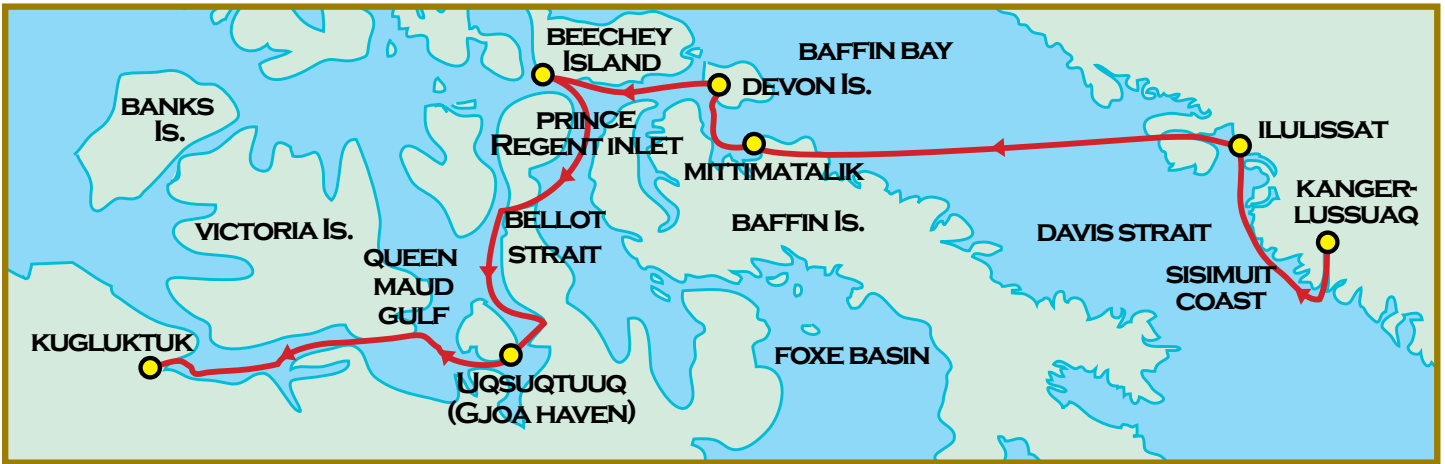 BEECHEY
ISLAND
BAFFIN BAY
DEVON IS.
BANKS
IS.
PRINCE
REGENT INLET
ILULISSAT
MITTIMATALIK
KANGER-
LUSSUAQ
VICTORIA IS.
BELLOT
STRAIT
BAFFIN IS.
DAVIS STRAIT
QUEEN
MAUD
GULF
SISIMUIT
COAST
KUGLUKTUK
FOXE BASIN
UQSUQTUUQ
(GJOA HAVEN)